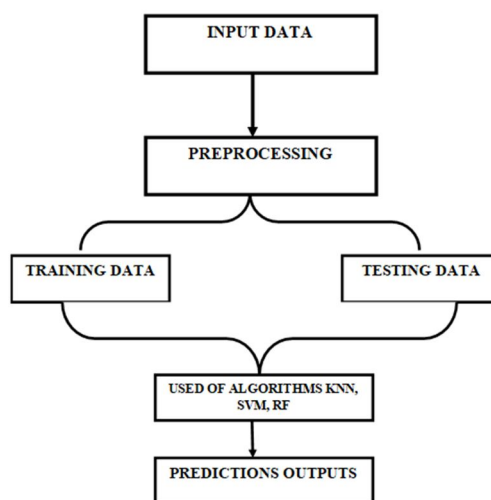 INPUT DATA
PREPROCESSING
TRAINING DATA
TESTING DATA
USED OF ALGORITHMS KNN,
SVM, RF
PREDICTIONS OUTPUTS